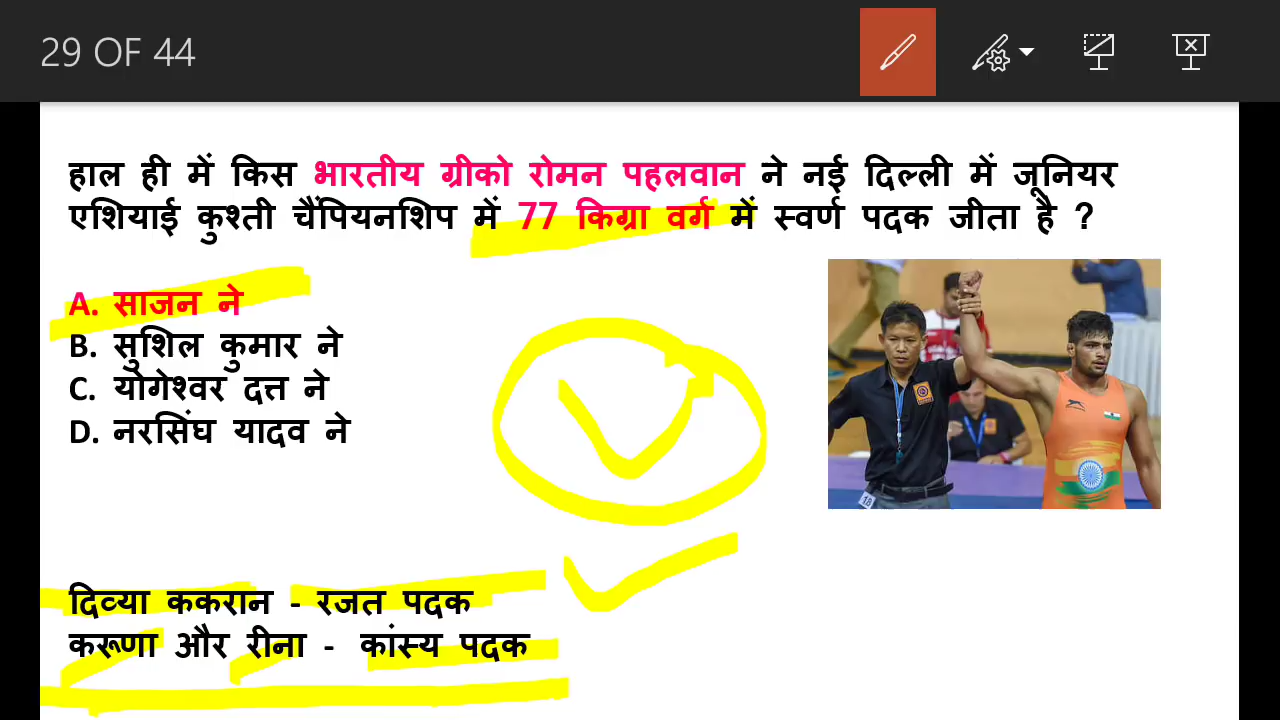 29 OF 44
हाल ही में किस भारतीय ग्रीको रोमन पहलवान ने नई दिल्ली में जूनियर
एशियाई कुश्ती चैंपियनशिप में 77 किग्रा वर्ग में स्वर्ण पदक जीता है ?
A. साजन ने
B. सुशिल कुमार ने
C. योगेश्वर दत्त ने
D. नरसिंघ यादव ने
18
दिव्या ककरान - रजत पदक
करूणा और रीना - कांस्य पदक